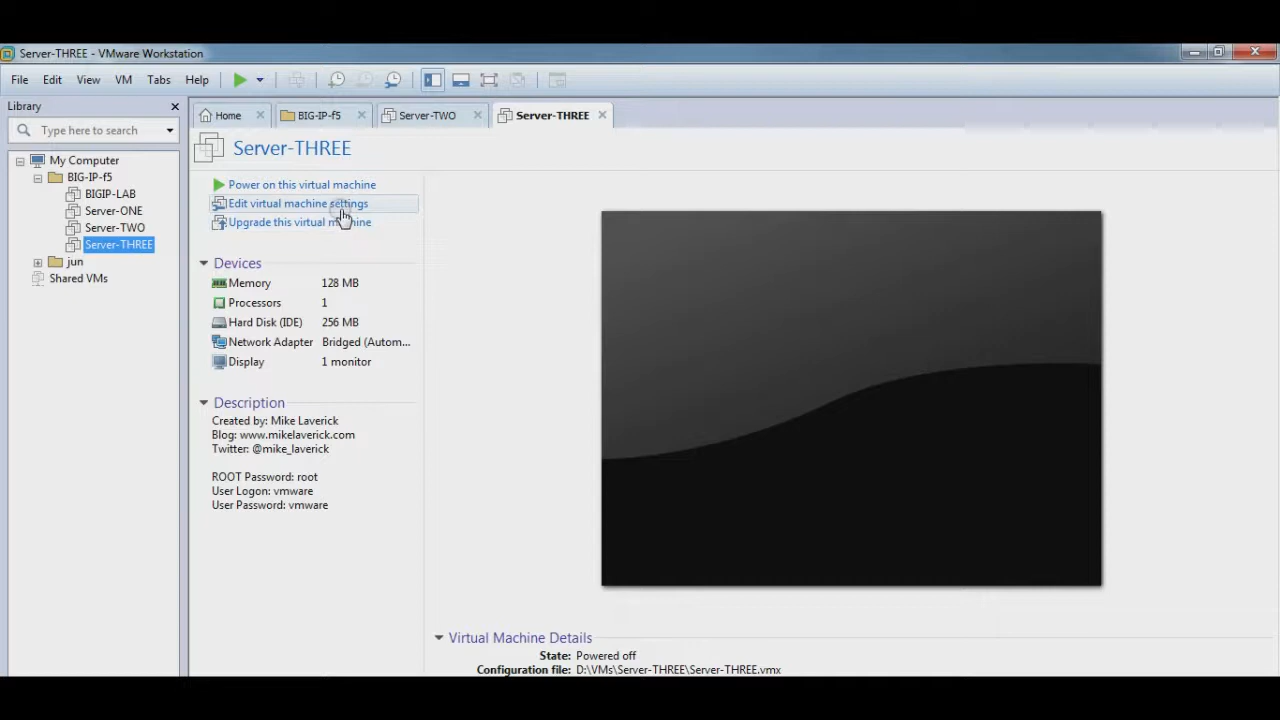 Server-THREE - VMware Workstation
File Edit View VM Tabs Help
Library
Type here to search
My Computer
BIG-IP-f5
BIGIP-LAB
Server-ONE
Server-TWO
Server-THREE
jun
Shared VMs
Home BIG-IP-f5 Server-TWO Server-THREE
Server-THREE
Power on this virtual machine
Edit virtual machine settings
Upgrade this virtual machine
Devices
Memory 128 MB
Processors 1
Hard Disk (IDE) 256 MB
Network Adapter Bridged (Autom...
Display 1 monitor
Description
Created by: Mike Laverick
Blog: www.mikelaverick.com
Twitter: @mike_laverick
ROOT Password: root
User Logon: vmware
User Password: vmware
Virtual Machine Details
State: Powered off
Configuration file: D:\VMs\Server-THREE\Server-THREE.vmx